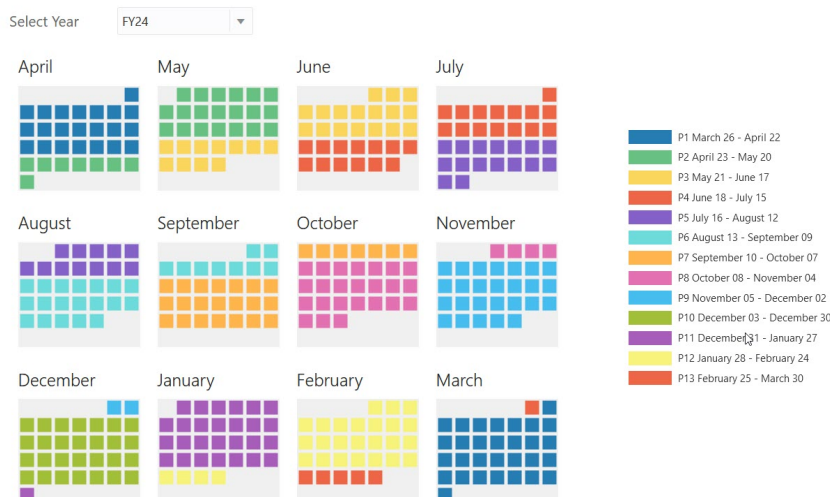 Select Year FY24
April May June July
August September October November
December January February March
P1 March 26 - April 22
P2 April 23 - May 20
P3 May 21 - June 17
P4 June 18 - July 15
P5 July 16 - August 12
P6 August 13 - September 09
P7 September 10 - October 07
P8 October 08 - November 04
P9 November 05 - December 02
P10 December 03 - December 30
P11 December 31 - January 27
P12 January 28 - February 24
P13 February 25 - March 30